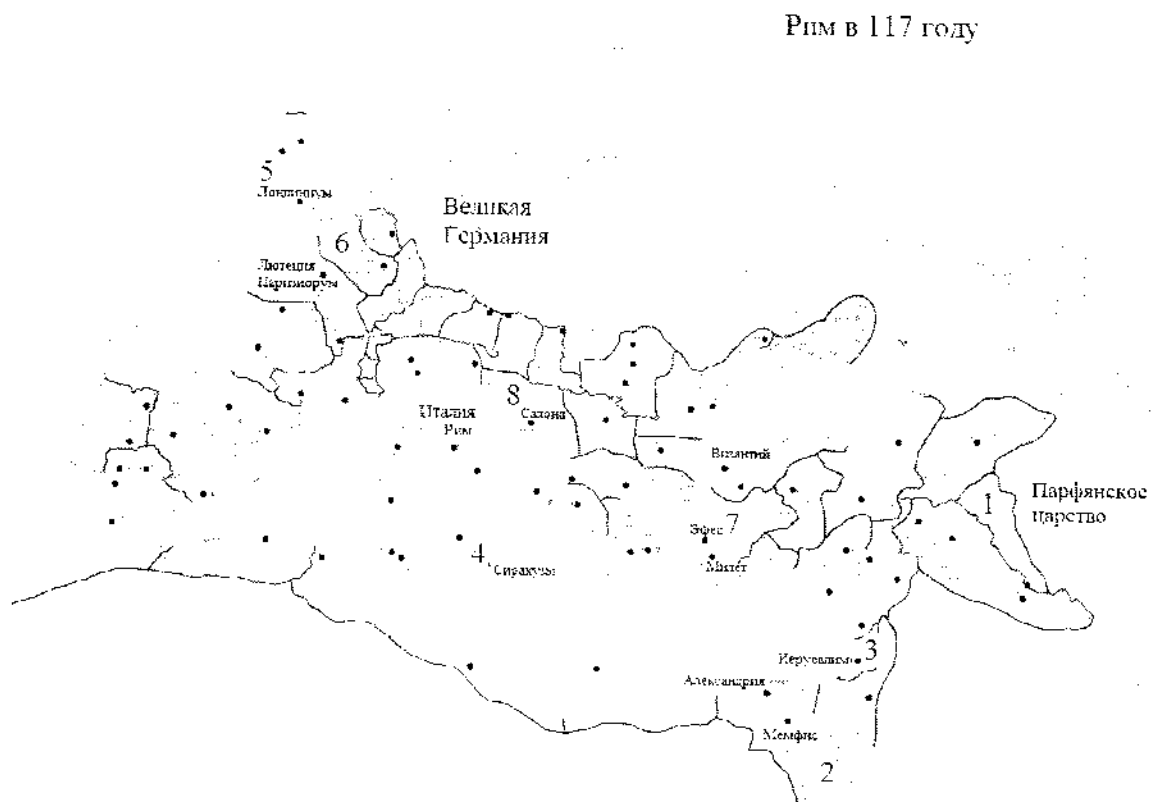 Рим в 117 году
5
Лондиниум
Великая
Германия
6
Лютеция
Паризиорум
8
Италия
Рим
Салона
Византий
1
Парфянское
царство
Эфес
7
4
Сиракузы
Милет
Иерусалим
3
Александрия
Мемфис
2